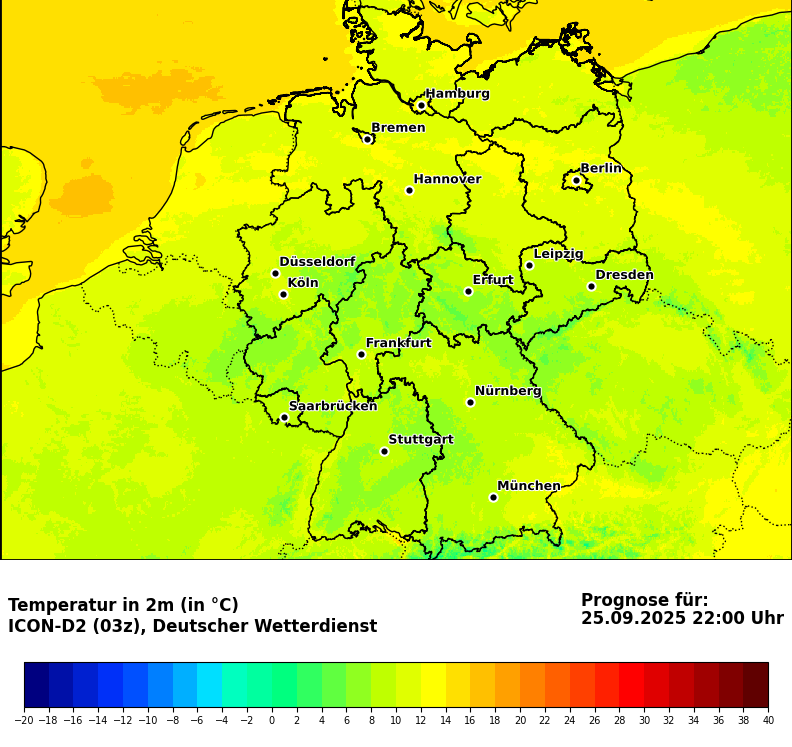 Hamburg
Bremen
Berlin
Hannover
Leipzig
Düsseldorf
Dresden
Erfurt
Köln
Frankfurt
Nürnberg
Saarbrücken
Stuttgart
München
Temperatur in 2m (in °C)
ICON-D2 (03z), Deutscher Wetterdienst
Prognose für:
25.09.2025 22:00 Uhr
−20 −18 −16 −14 −12 −10 −8 −6 −4 −2 0 2 4 6 8 10 12 14 16 18 20 22 24 26 28 30 32 34 36 38 40